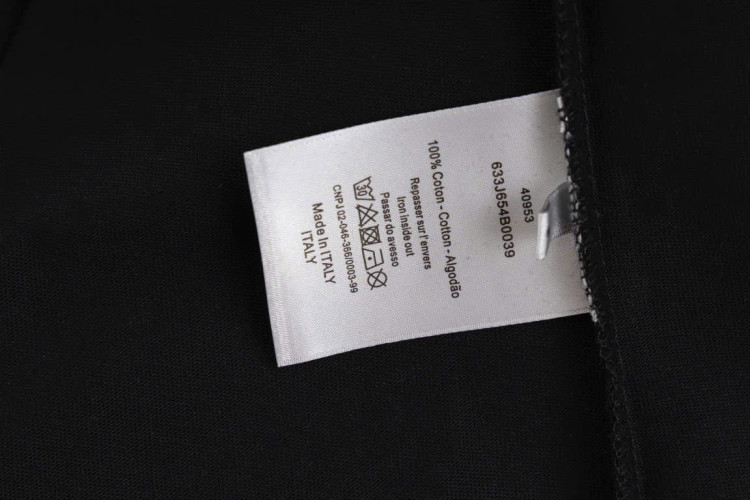 40953
633J654B0039
100% Coton - Cotton - Algodão
Repasser sur l'envers
Iron Inside out
Passar do avesso
30
CNPJ 02-046-366/0003-99
Made In ITALY
ITALY